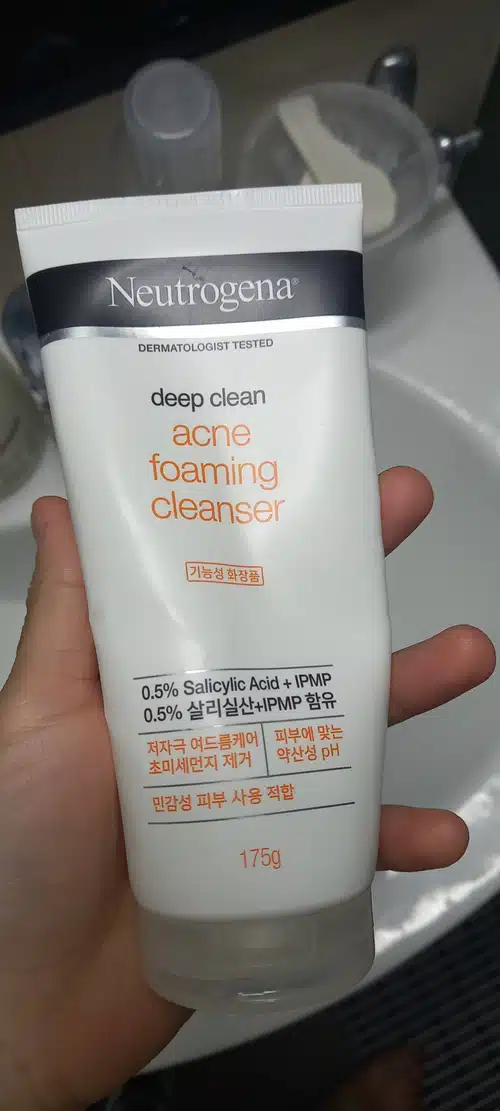 Neutrogena®
DERMATOLOGIST TESTED
deep clean
acne
foaming
cleanser
기능성 화장품
0.5% Salicylic Acid + IPMP
0.5% 살리실산+IPMP 함유
저자극 여드름케어
초미세먼지 제거
피부에 맞는
약산성 pH
민감성 피부 사용 적합
175g